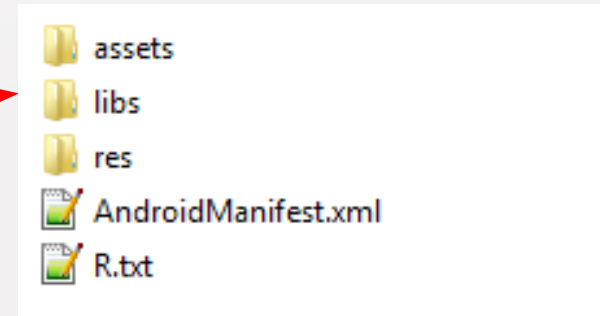 assets
libs
res
AndroidManifest.xml
R.txt